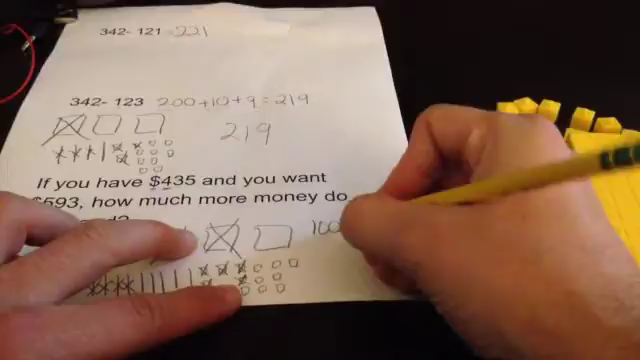 342- 121 = 221
342- 123 200+10+9=219
219
If you have $435 and you want
$593, how much more money do
100